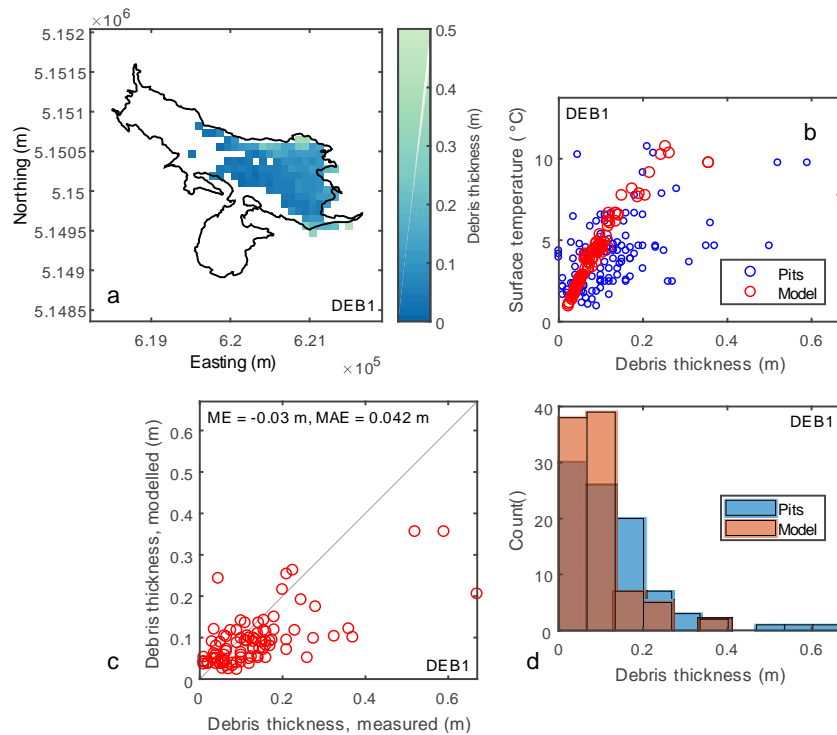 ×10⁶
5.152
5.1515
5.151
5.1505
5.15
5.1495
5.149
5.1485
Northing (m)
a
DEB1
6.19
6.2
6.21
Easting (m)
×10⁵
0.5
0.4
0.3
0.2
0.1
0
Debris thickness (m)
DEB1
b
10
5
0
Surface temperature (°C)
Pits
Model
0
0.2
0.4
0.6
Debris thickness (m)
ME = -0.03 m, MAE = 0.042 m
0.6
0.5
0.4
0.3
0.2
0.1
0
Debris thickness, modelled (m)
c
DEB1
0
0.2
0.4
0.6
Debris thickness, measured (m)
DEB1
40
30
20
10
0
Count()
Pits
Model
d
0
0.2
0.4
0.6
Debris thickness (m)